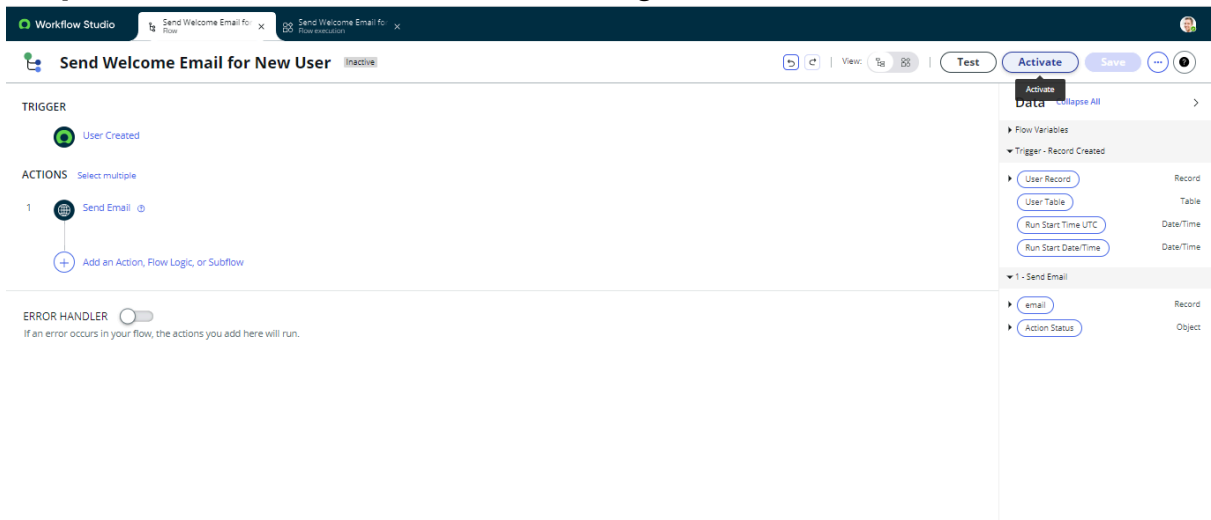 Workflow Studio
Send Welcome Email fo
Flow
Send Welcome Email fo
Flow execution
Send Welcome Email for New User
Inactive
View:
Test
Activate
Save
Activate
TRIGGER
User Created
ACTIONS Select multiple
1 Send Email
Add an Action, Flow Logic, or Subflow
ERROR HANDLER
If an error occurs in your flow, the actions you add here will run.
Data Collapse All
Flow Variables
Trigger - Record Created
User Record Record
User Table Table
Run Start Time UTC Date/Time
Run Start Date/Time Date/Time
1 - Send Email
email Record
Action Status Object